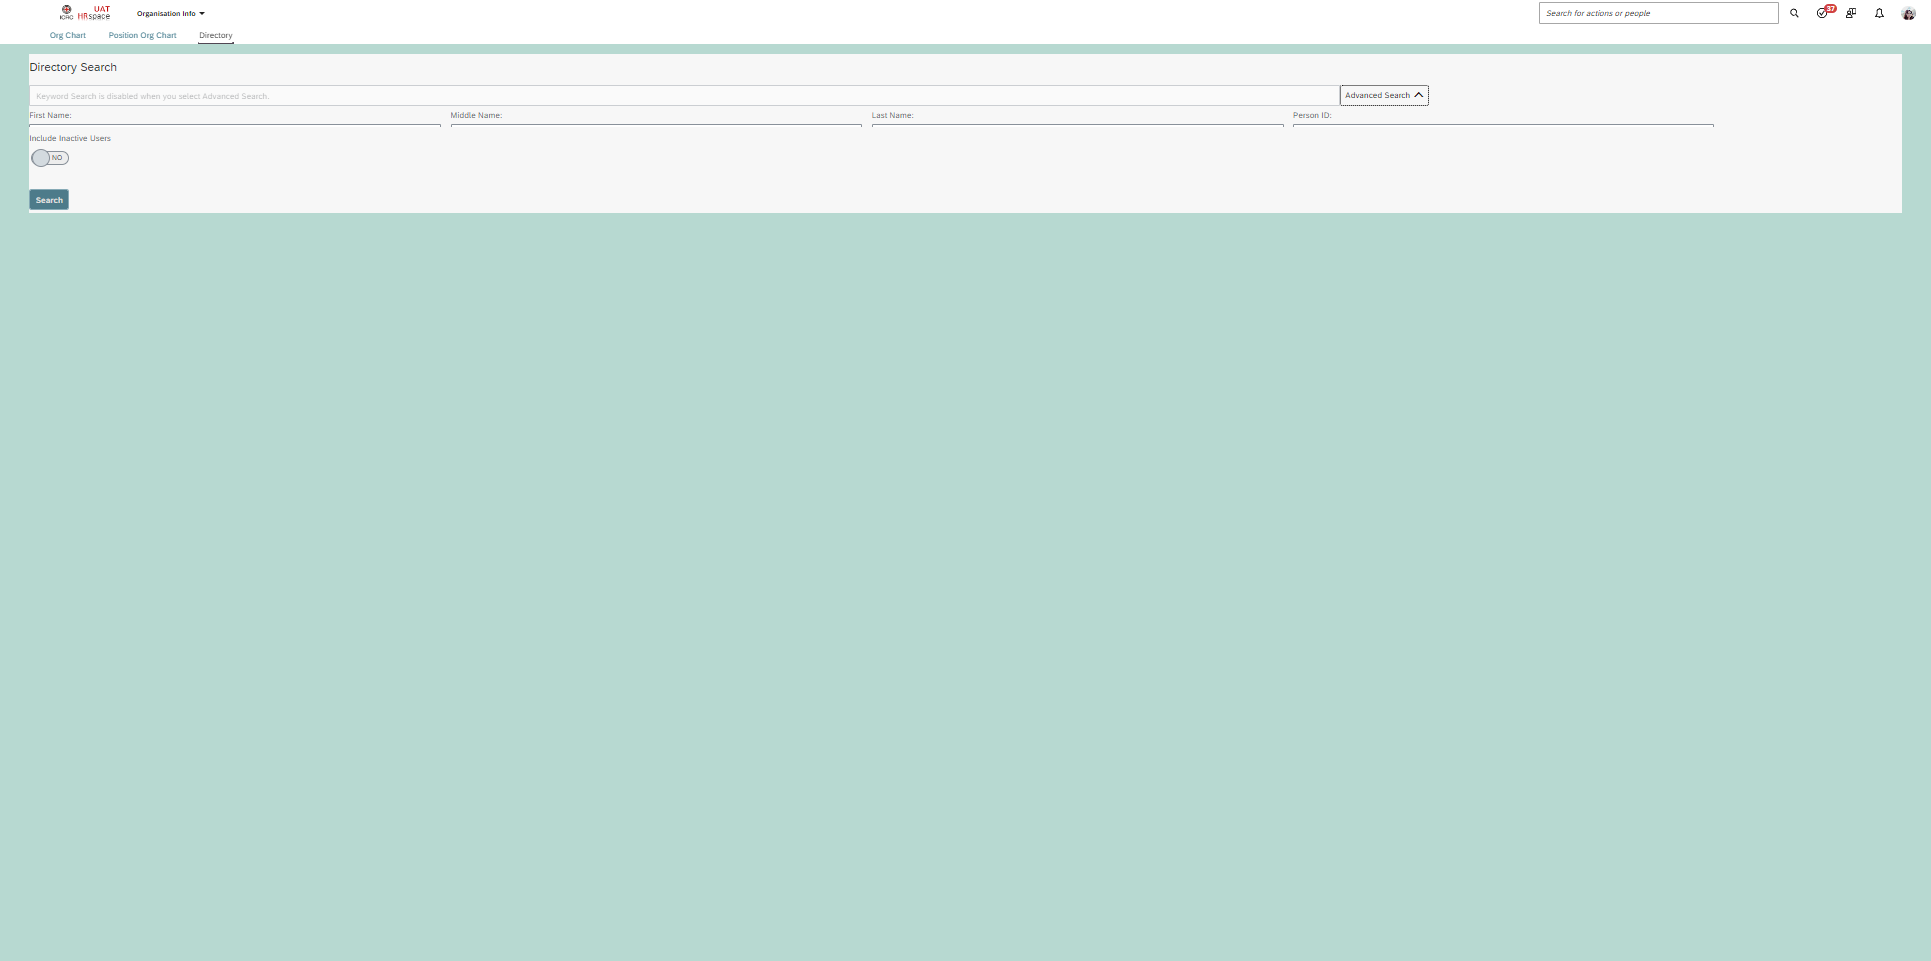 UAT
ICRC HRspace
Organisation Info
Search for actions or people
37
Org Chart
Position Org Chart
Directory
Directory Search
Keyword Search is disabled when you select Advanced Search.
Advanced Search
First Name:
Middle Name:
Last Name:
Person ID:
Include Inactive Users
NO
Search